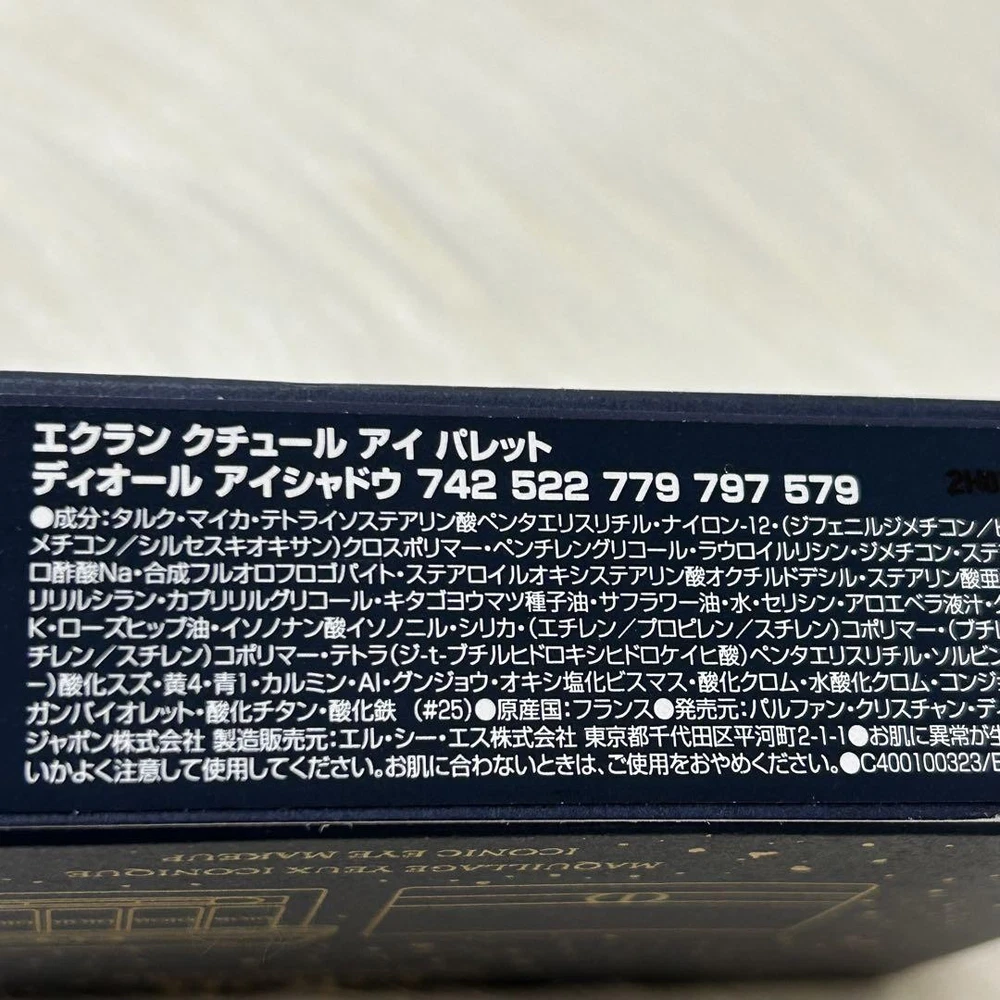 エクラン クチュール アイ パレット
ディオール アイシャドウ 742 522 779 797 579
●成分：タルク・マイカ・テトライソステアリン酸ペンタエリスリチル・ナイロン-12・(ジフェニルジメチコン/
メチコン/シルセスキオキサン)クロスポリマー・ペンチレングリコール・ラウロイルリシン・ジメチコン・ステ
ロ酢酸Na・合成フルオロフロゴパイト・ステアロイルオキシステアリン酸オクチルドデシル・ステアリン酸亜
リリルシラン・カプリリルグリコール・キタゴヨウマツ種子油・サフラワー油・水・セリシン・アロエベラ液汁・
K・ローズヒップ油・イソノナン酸イソノニル・シリカ・(エチレン/プロピレン/スチレン)コポリマー・(ブチ
チレン/スチレン)コポリマー・テトラ(ジ-t-ブチルヒドロキシヒドロケイヒ酸)ペンタエリスリチル・ソルビン
ー)酸化スズ・黄4・青1・カルミン・Al・グンジョウ・オキシ塩化ビスマス・酸化クロム・水酸化クロム・コンジ
ガンバイオレット・酸化チタン・酸化鉄 (#25)●原産国：フランス●発売元：パルファン・クリスチャン・デ
ジャポン株式会社 製造販売元：エル・シー・エス株式会社 東京都千代田区平河町2-1-1●お肌に異常が生
いかよく注意して使用してください。お肌に合わないときは、ご使用をおやめください。●C400100323/
MAQUILLAGE YEUX ICONIQUE
ICONIC EYE MAKEUP